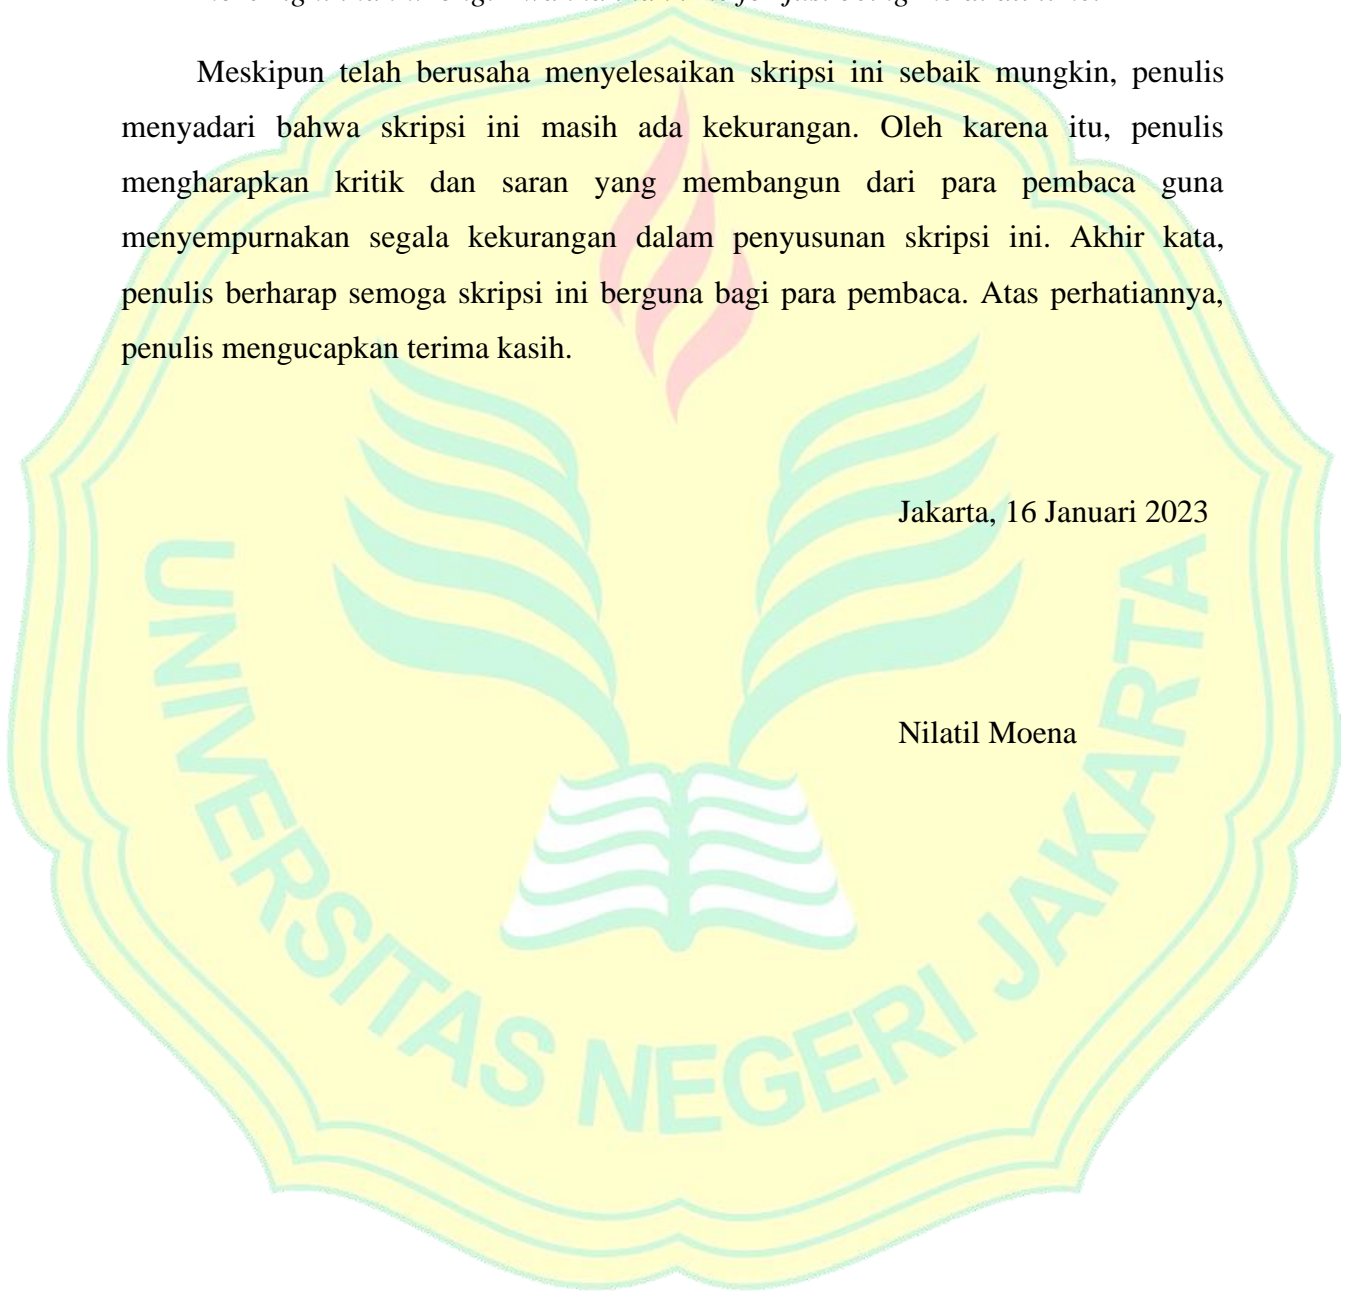 Meskipun telah berusaha menyelesaikan skripsi ini sebaik mungkin, penulis
menyadari bahwa skripsi ini masih ada kekurangan. Oleh karena itu, penulis
mengharapkan kritik dan saran yang membangun dari para pembaca guna
menyempurnakan segala kekurangan dalam penyusunan skripsi ini. Akhir kata,
penulis berharap semoga skripsi ini berguna bagi para pembaca. Atas perhatiannya,
penulis mengucapkan terima kasih.
Jakarta, 16 Januari 2023
Nilatil Moena
UNIVERSITAS NEGERI JAKARTA